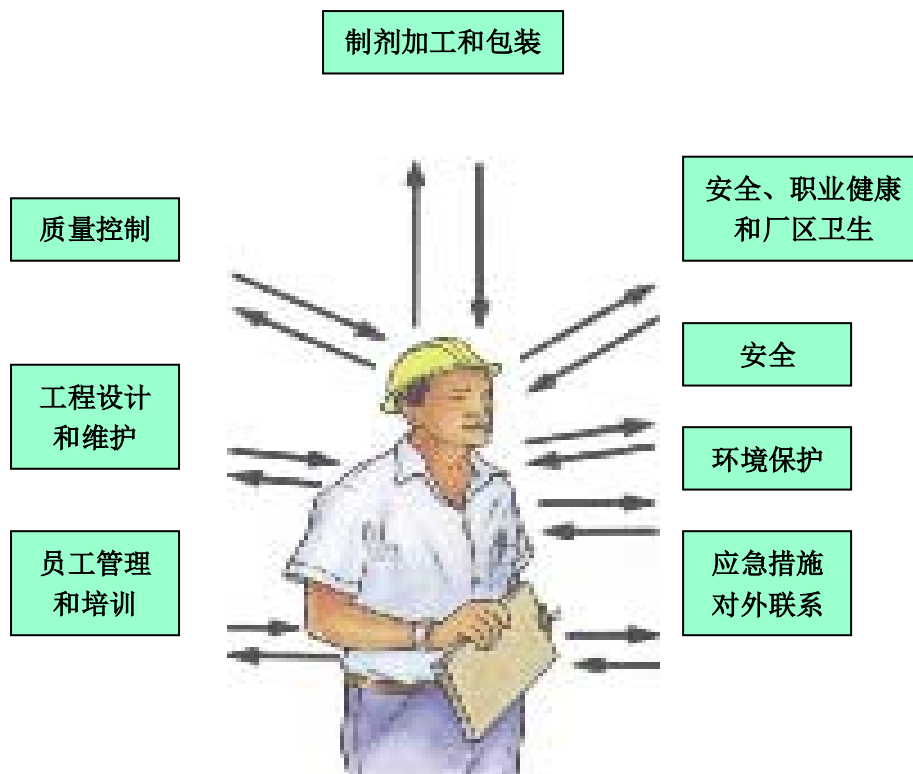 制剂加工和包装
质量控制
工程设计
和维护
员工管理
和培训
安全、职业健康
和厂区卫生
安全
环境保护
应急措施
对外联系